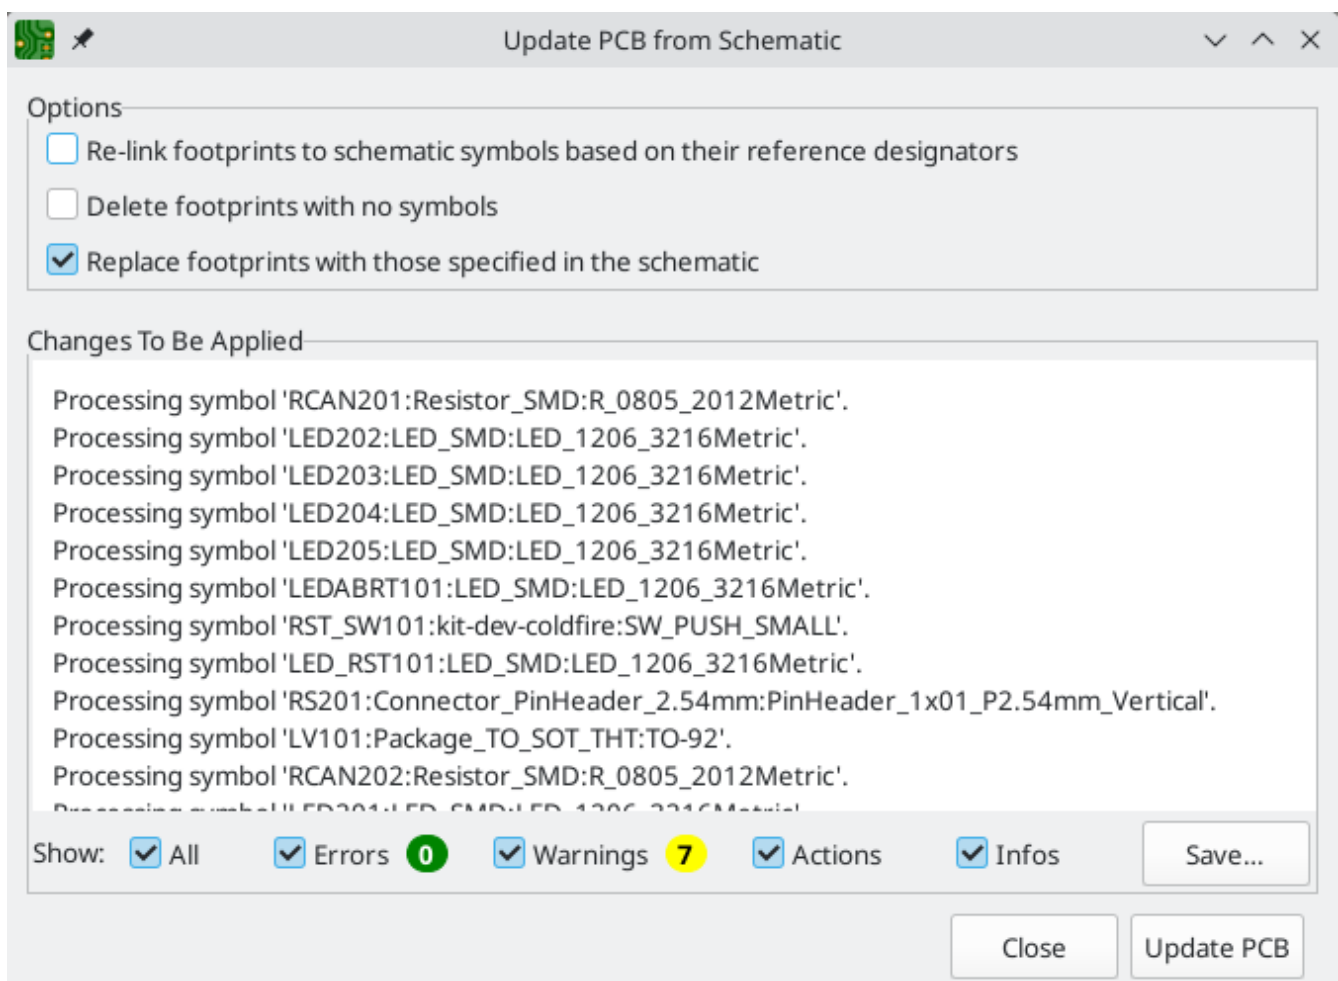 Update PCB from Schematic
Options
Re-link footprints to schematic symbols based on their reference designators
Delete footprints with no symbols
Replace footprints with those specified in the schematic
Changes To Be Applied
Processing symbol 'RCAN201:Resistor_SMD:R_0805_2012Metric'.
Processing symbol 'LED202:LED_SMD:LED_1206_3216Metric'.
Processing symbol 'LED203:LED_SMD:LED_1206_3216Metric'.
Processing symbol 'LED204:LED_SMD:LED_1206_3216Metric'.
Processing symbol 'LED205:LED_SMD:LED_1206_3216Metric'.
Processing symbol 'LEDABRT101:LED_SMD:LED_1206_3216Metric'.
Processing symbol 'RST_SW101:kit-dev-coldfire:SW_PUSH_SMALL'.
Processing symbol 'LED_RST101:LED_SMD:LED_1206_3216Metric'.
Processing symbol 'RS201:Connector_PinHeader_2.54mm:PinHeader_1x01_P2.54mm_Vertical'.
Processing symbol 'LV101:Package_TO_SOT_THT:TO-92'.
Processing symbol 'RCAN202:Resistor_SMD:R_0805_2012Metric'.
Processing symbol 'LED201:LED_SMD:LED_1206_3216Metric'.
Show: All Errors 0 Warnings 7 Actions Infos Save...
Close Update PCB